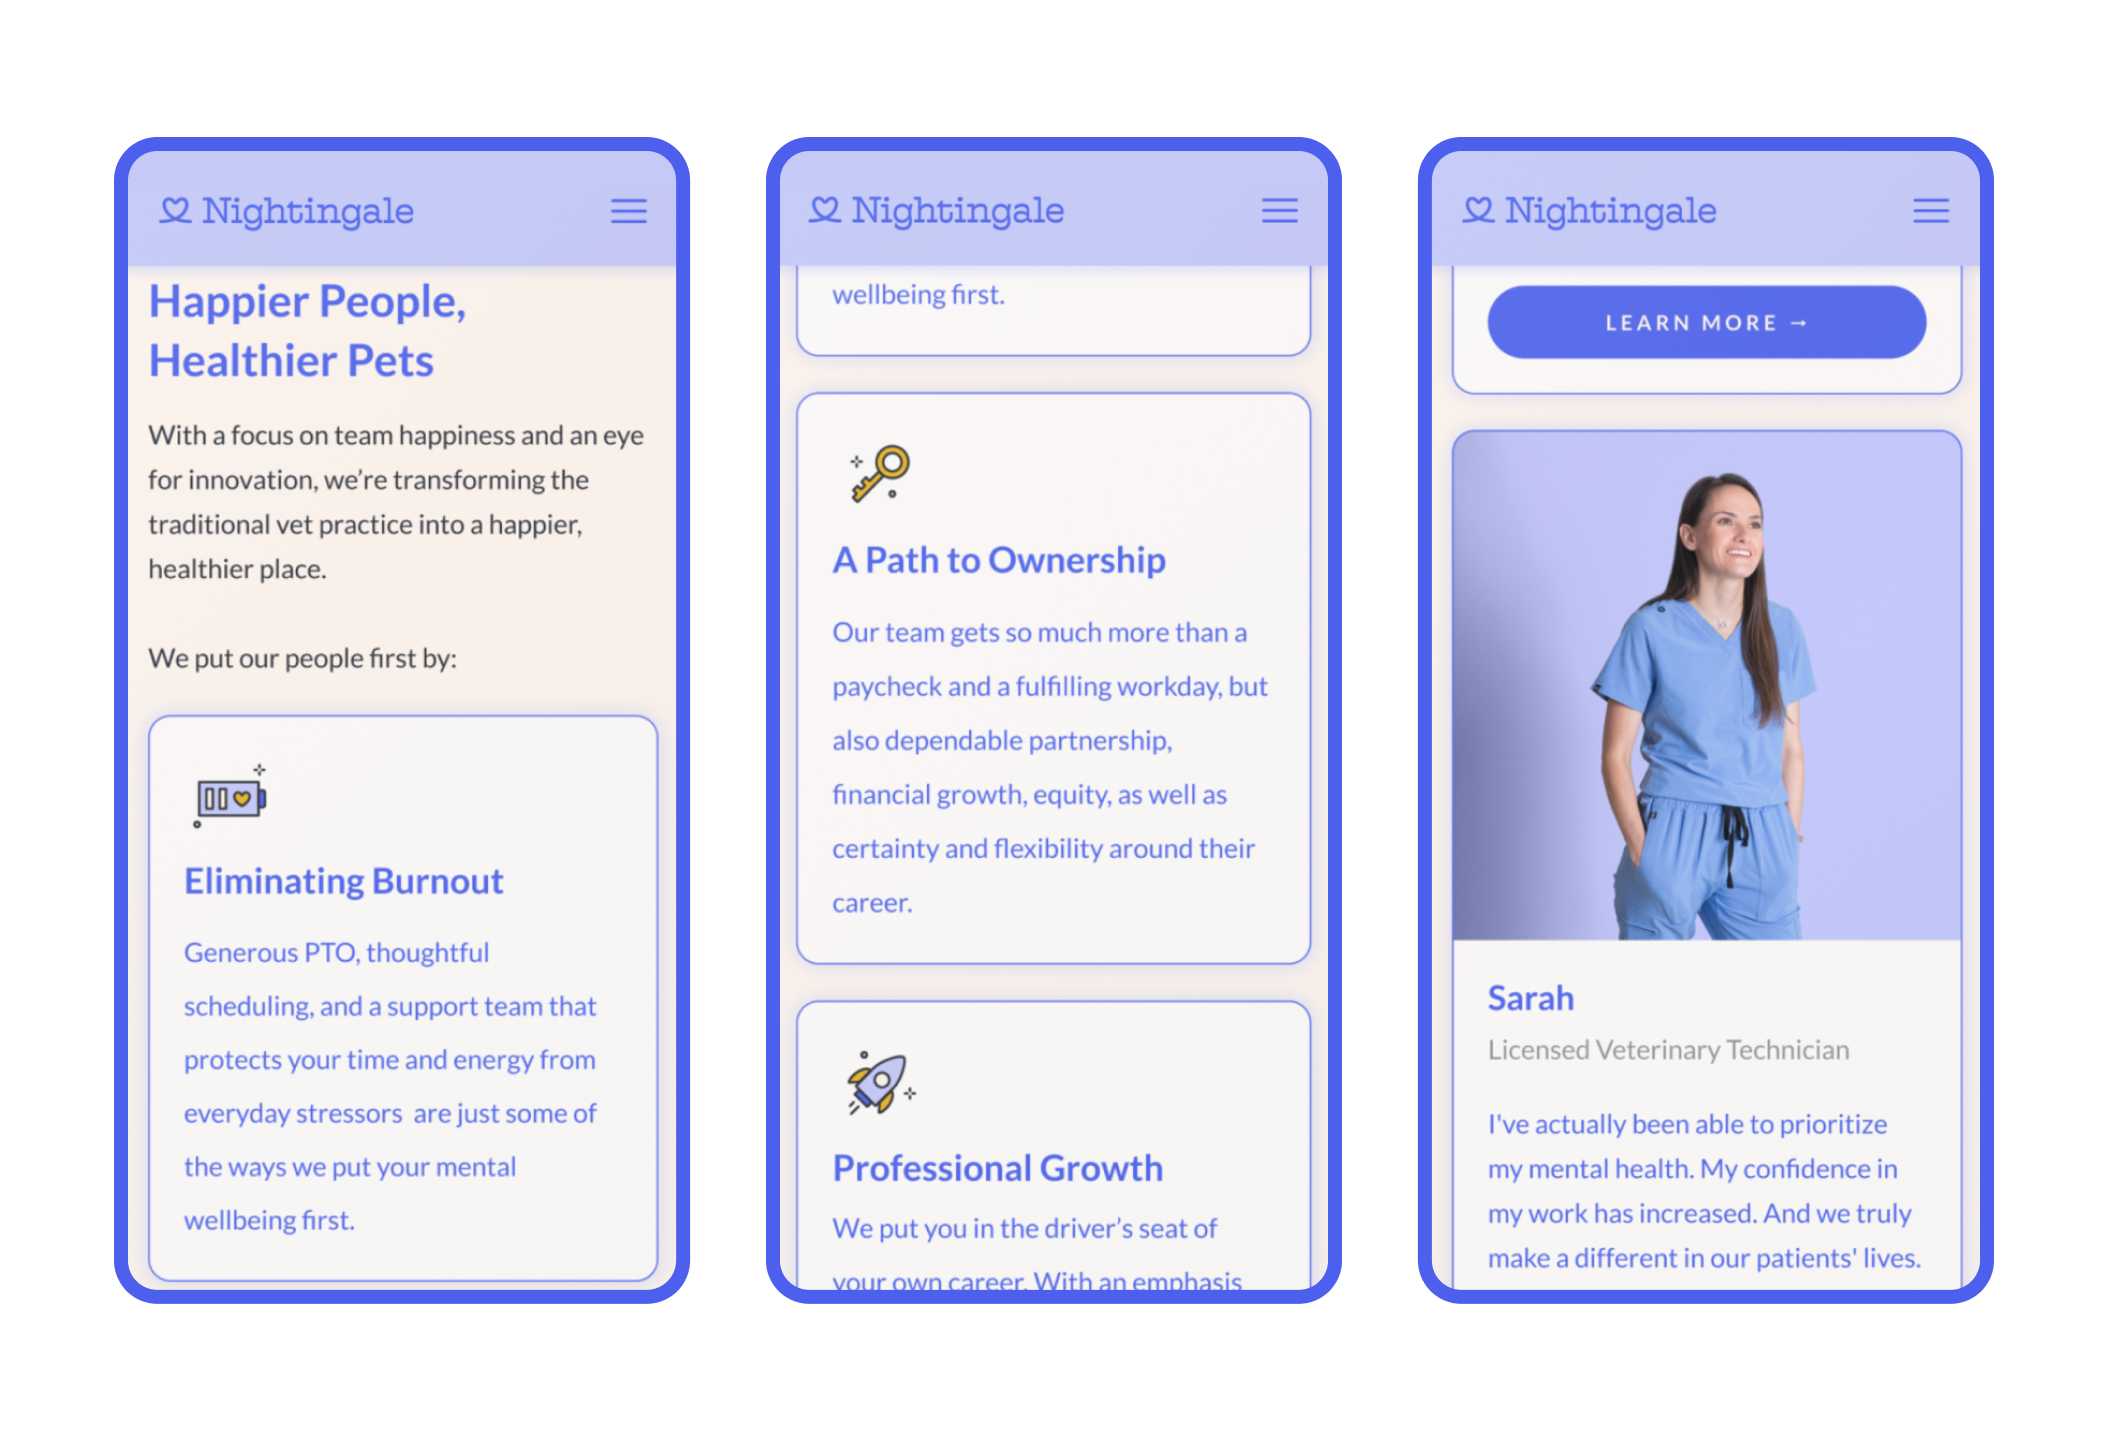 Nightingale
Happier People,
Healthier Pets
With a focus on team happiness and an eye
for innovation, we’re transforming the
traditional vet practice into a happier,
healthier place.
We put our people first by:
Eliminating Burnout
Generous PTO, thoughtful
scheduling, and a support team that
protects your time and energy from
everyday stressors  are just some of
the ways we put your mental
wellbeing first.
Nightingale
wellbeing first.
A Path to Ownership
Our team gets so much more than a
paycheck and a fulfilling workday, but
also dependable partnership,
financial growth, equity, as well as
certainty and flexibility around their
career.
Professional Growth
We put you in the driver’s seat of
your own career. With an emphasis
Nightingale
LEARN MORE →
Sarah
Licensed Veterinary Technician
I've actually been able to prioritize
my mental health. My confidence in
my work has increased. And we truly
make a different in our patients' lives.